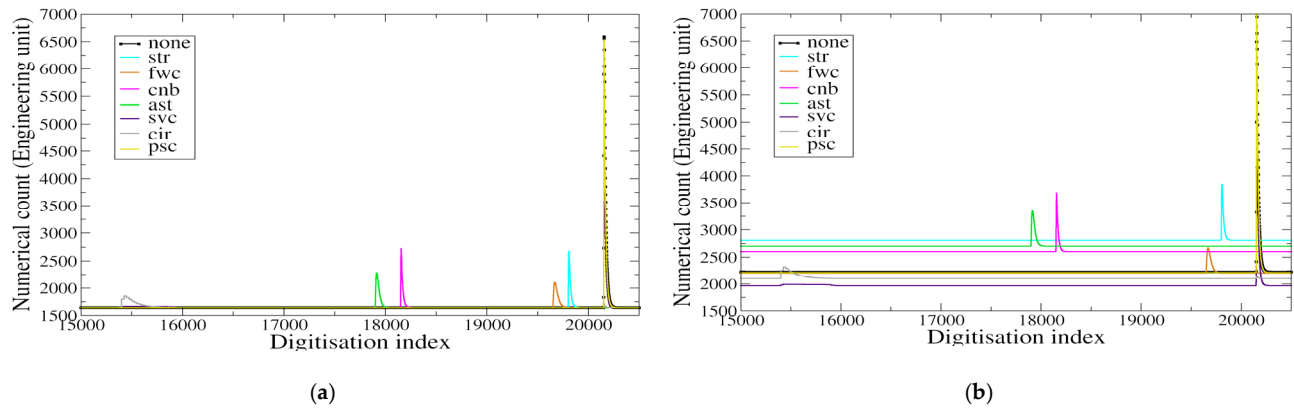 7000
6500
6000
5500
5000
4500
4000
3500
3000
2500
2000
1500
Numerical count (Engineering unit)
none
str
fwc
cnb
ast
svc
cir
psc
15000 16000 17000 18000 19000 20000
Digitisation index
(a)
7000
6500
6000
5500
5000
4500
4000
3500
3000
2500
2000
1500
Numerical count (Engineering unit)
none
str
fwc
cnb
ast
svc
cir
psc
15000 16000 17000 18000 19000 20000
Digitisation index
(b)